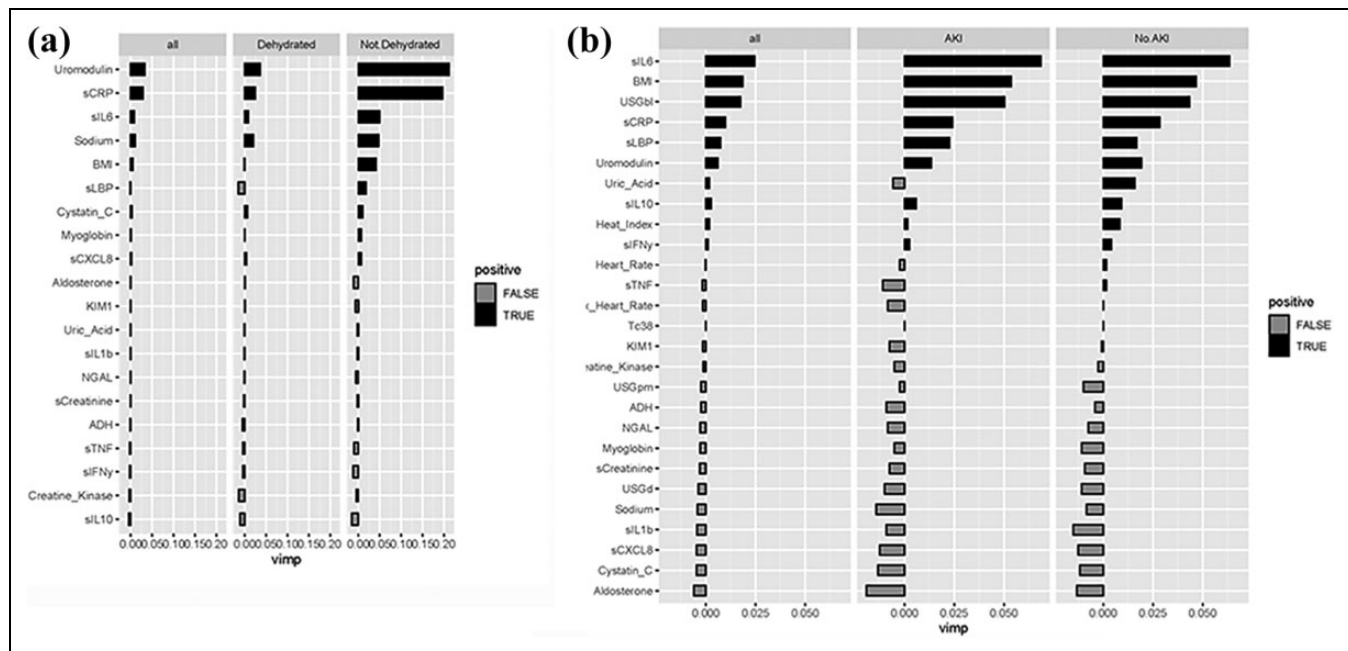 (a)
all Dehydrated Not.Dehydrated
Uromodulin
sCRP
sIL6
Sodium
BMI
sLBP
Cystatin_C
Myoglobin
sCXCL8
Aldosterone
KIM1
Uric_Acid
sIL1b
NGAL
sCreatinine
ADH
sTNF
sIFNy
Creatine_Kinase
sIL10
0.000.050.100.150.20 0.000.050.100.150.20 0.000.050.100.150.20
vimp
positive
FALSE
TRUE
(b)
all AKI No.AKI
sIL6
BMI
USGbl
sCRP
sLBP
Uromodulin
Uric_Acid
sIL10
Heat_Index
sIFNy
Heart_Rate
sTNF
x_Heart_Rate
Tc38
KIM1
atine_Kinase
USGpm
ADH
NGAL
Myoglobin
sCreatinine
USGd
Sodium
sIL1b
sCXCL8
Cystatin_C
Aldosterone
0.000 0.025 0.050 0.000 0.025 0.050 0.000 0.025 0.050
vimp
positive
FALSE
TRUE